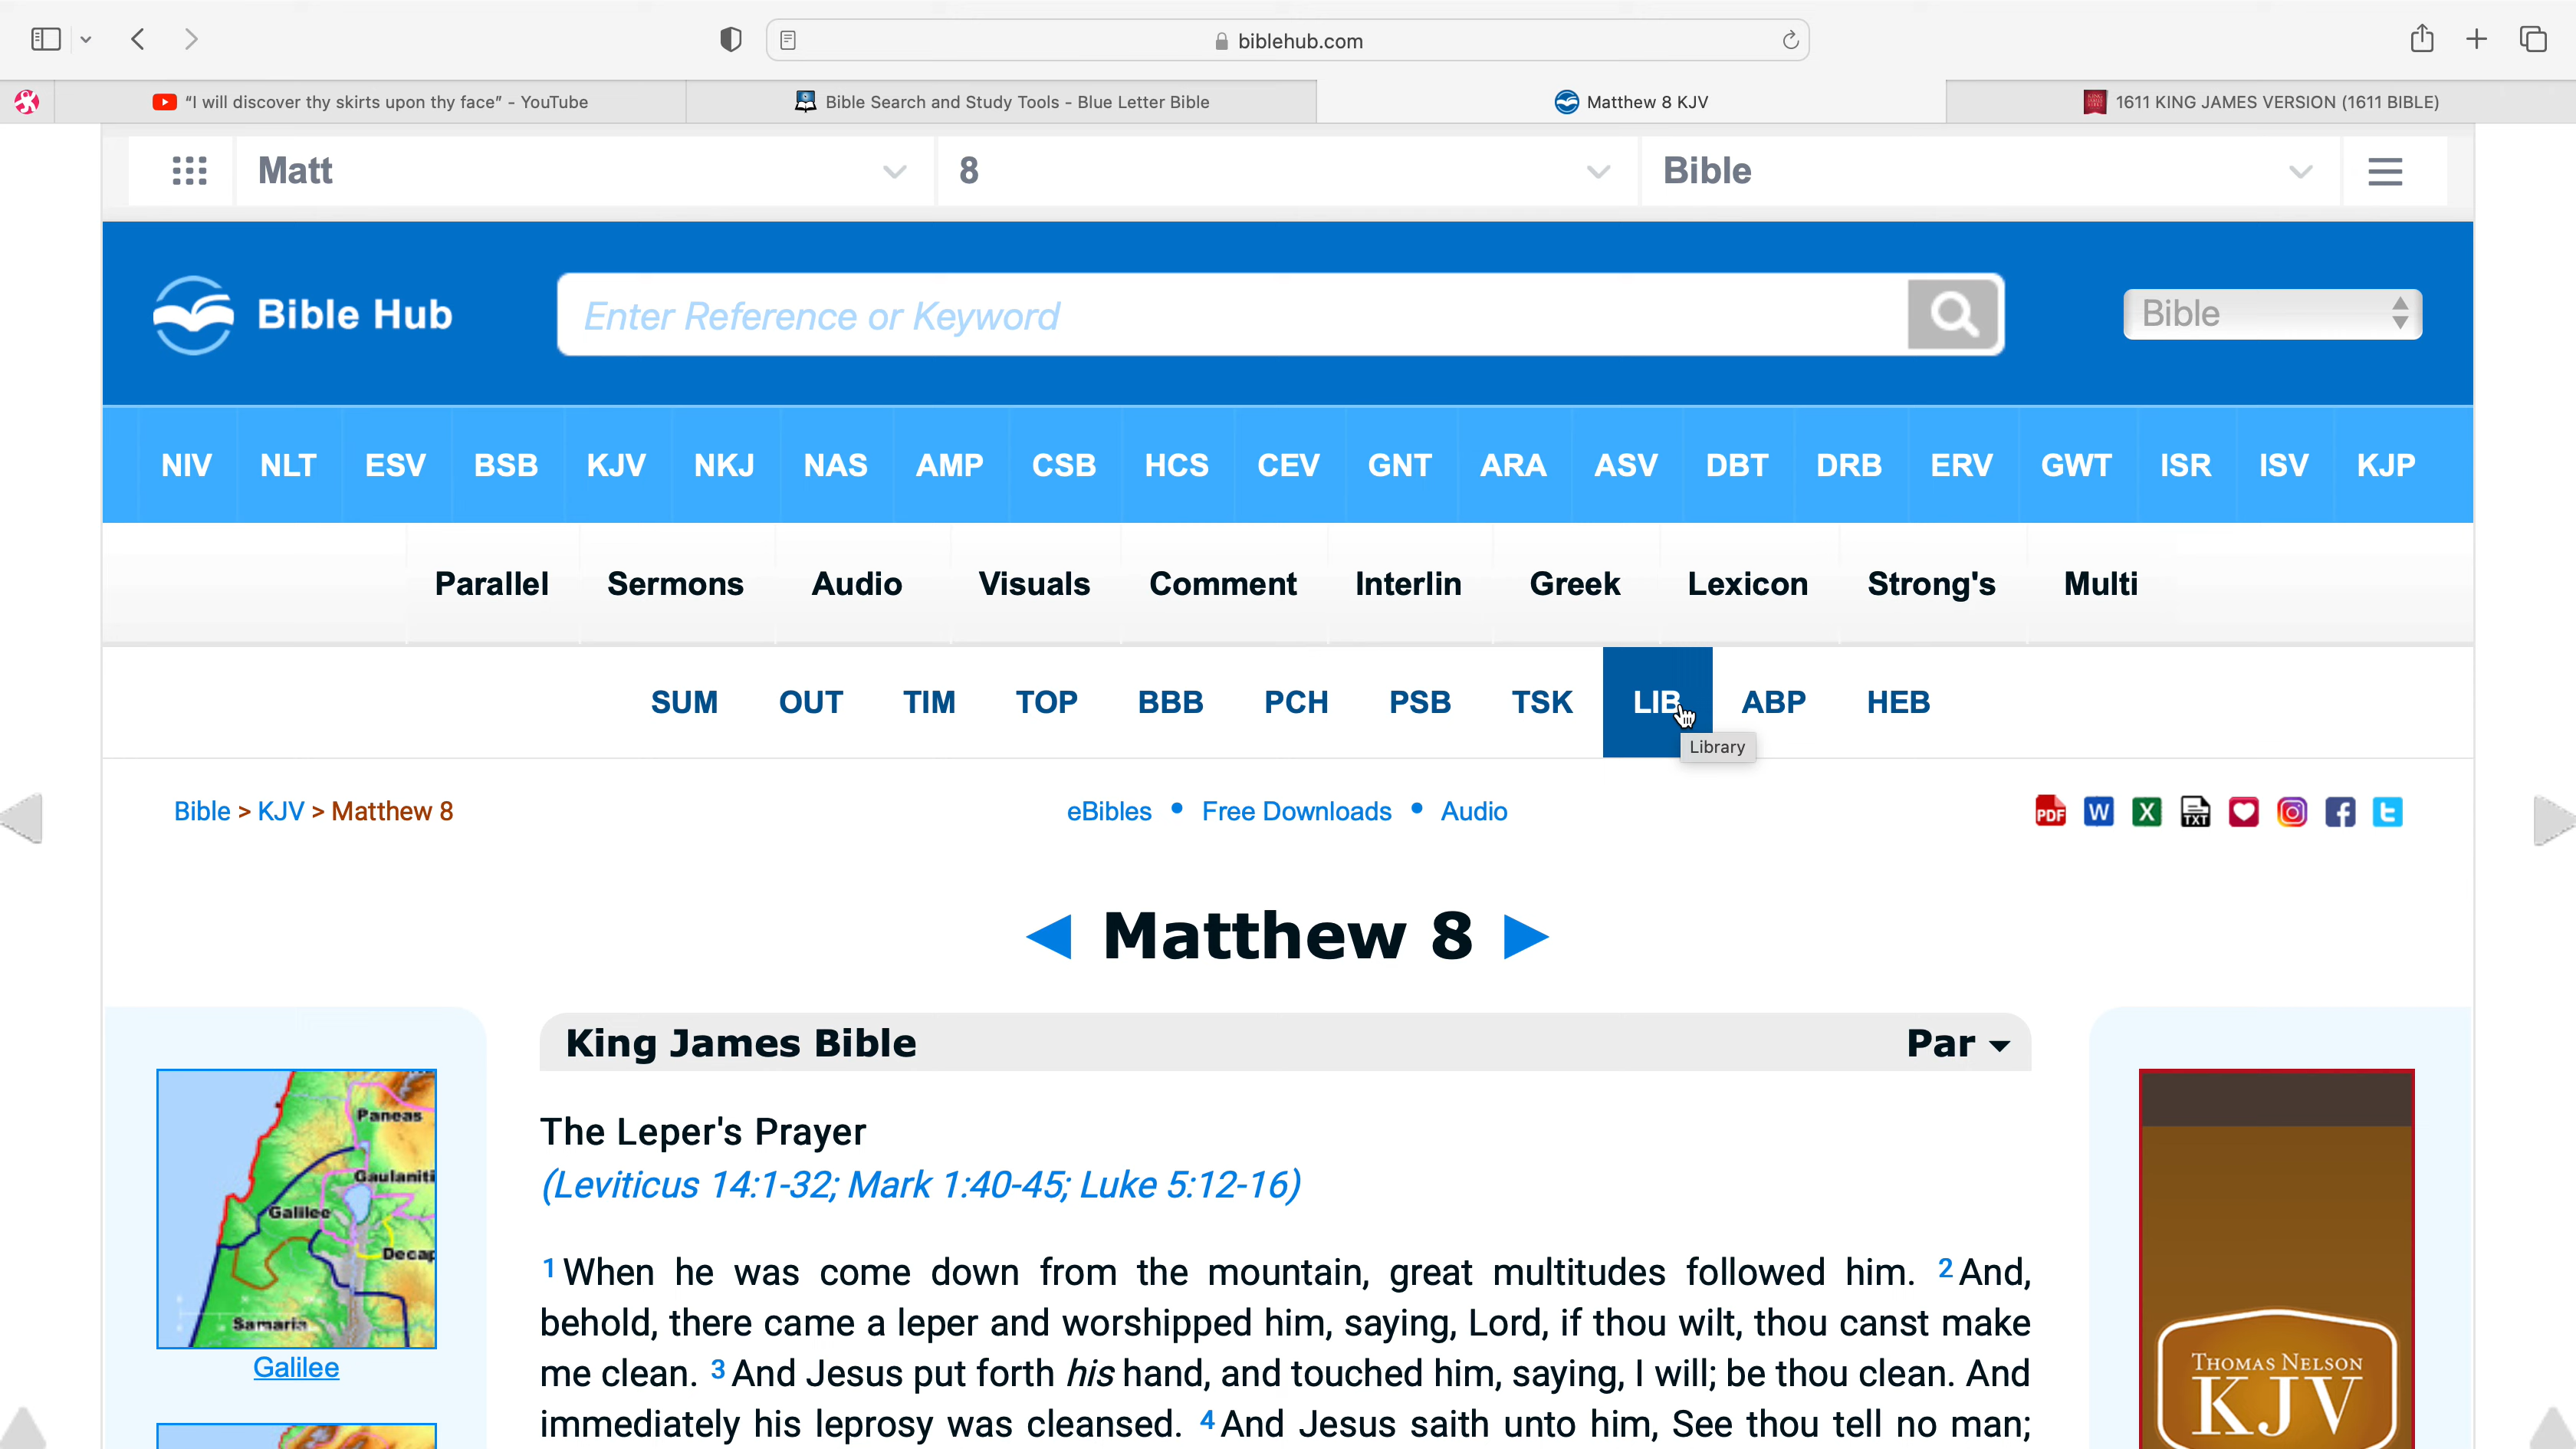 biblehub.com
"I will discover thy skirts upon thy face" - YouTube
Bible Search and Study Tools - Blue Letter Bible
Matthew 8 KJV
1611 KING JAMES VERSION (1611 BIBLE)
Matt
8
Bible
Bible Hub
Enter Reference or Keyword
Bible
NIV NLT ESV BSB KJV NKJ NAS AMP CSB HCS CEV GNT ARA ASV DBT DRB ERV GWT ISR ISV KJP
Parallel Sermons Audio Visuals Comment Interlin Greek Lexicon Strong's Multi
SUM OUT TIM TOP BBB PCH PSB TSK LIB ABP HEB
Library
Bible > KJV > Matthew 8
eBibles • Free Downloads • Audio
PDF W X TXT
◄ Matthew 8 ►
King James Bible
Par
The Leper's Prayer
(Leviticus 14:1-32; Mark 1:40-45; Luke 5:12-16)
1 When he was come down from the mountain, great multitudes followed him. 2 And,
behold, there came a leper and worshipped him, saying, Lord, if thou wilt, thou canst make
me clean. 3 And Jesus put forth his hand, and touched him, saying, I will; be thou clean. And
immediately his leprosy was cleansed. 4 And Jesus saith unto him, See thou tell no man;
Paneas
Gaulaniti
Galilee
Decap
Samaria
Galilee
THOMAS NELSON
KJV